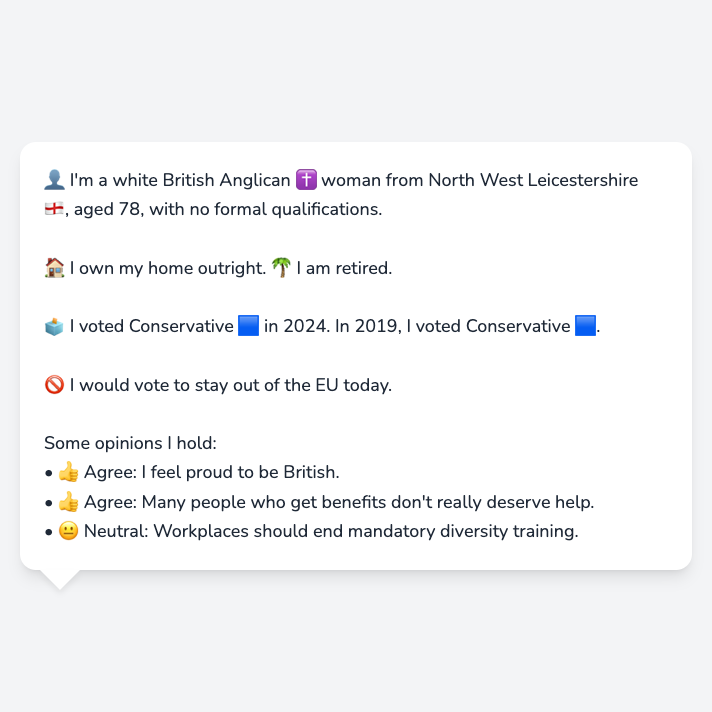 👤 I'm a white British Anglican ✝️ woman from North West Leicestershire
🏴󠁧󠁢󠁥󠁮󠁧󠁿, aged 78, with no formal qualifications.
🏠 I own my home outright. 🌴 I am retired.
🗳️ I voted Conservative 🟦 in 2024. In 2019, I voted Conservative 🟦.
🚫 I would vote to stay out of the EU today.
Some opinions I hold:
• 👍 Agree: I feel proud to be British.
• 👍 Agree: Many people who get benefits don't really deserve help.
• 😐 Neutral: Workplaces should end mandatory diversity training.